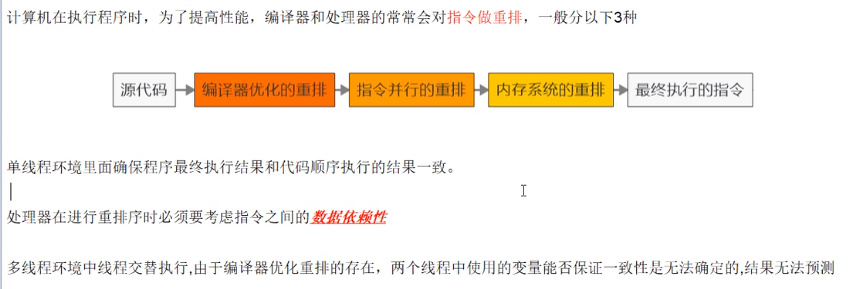 计算机在执行程序时，为了提高性能，编译器和处理器的常常会对指令做重排，一般分以下3种
源代码 编译器优化的重排 指令并行的重排 内存系统的重排 最终执行的指令
单线程环境里面确保程序最终执行结果和代码顺序执行的结果一致。
处理器在进行重排序时必须要考虑指令之间的数据依赖性
多线程环境中线程交替执行,由于编译器优化重排的存在，两个线程中使用的变量能否保证一致性是无法确定的,结果无法预测